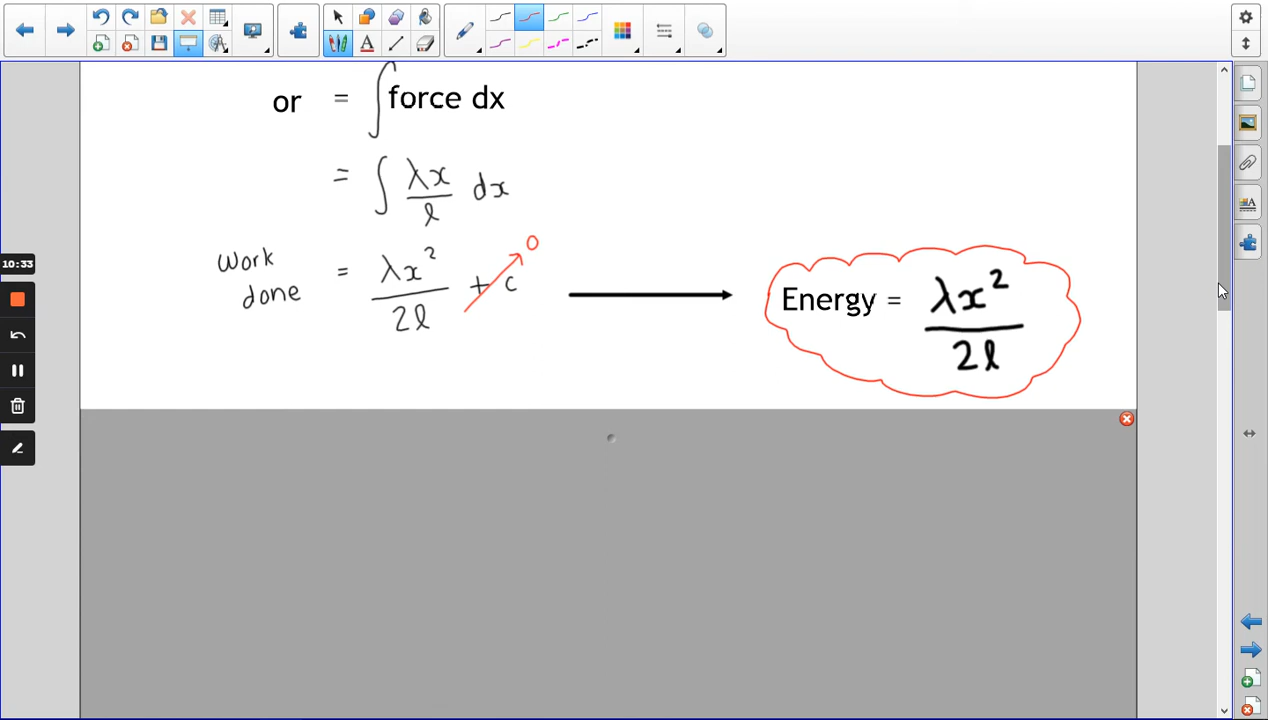 or = ∫force dx
= ∫ λx/l dx
Work done = λx²/2l + c 0
Energy = λx²/2l
10:33